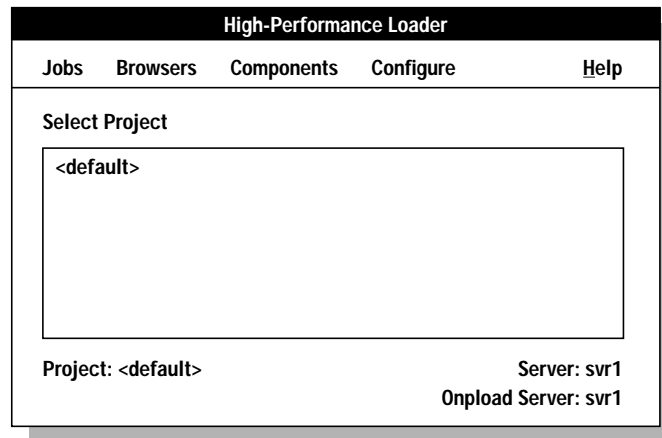 High-Performance Loader
Jobs Browsers Components Configure Help
Select Project
<default>
Project: <default> Server: svr1
Onpload Server: svr1